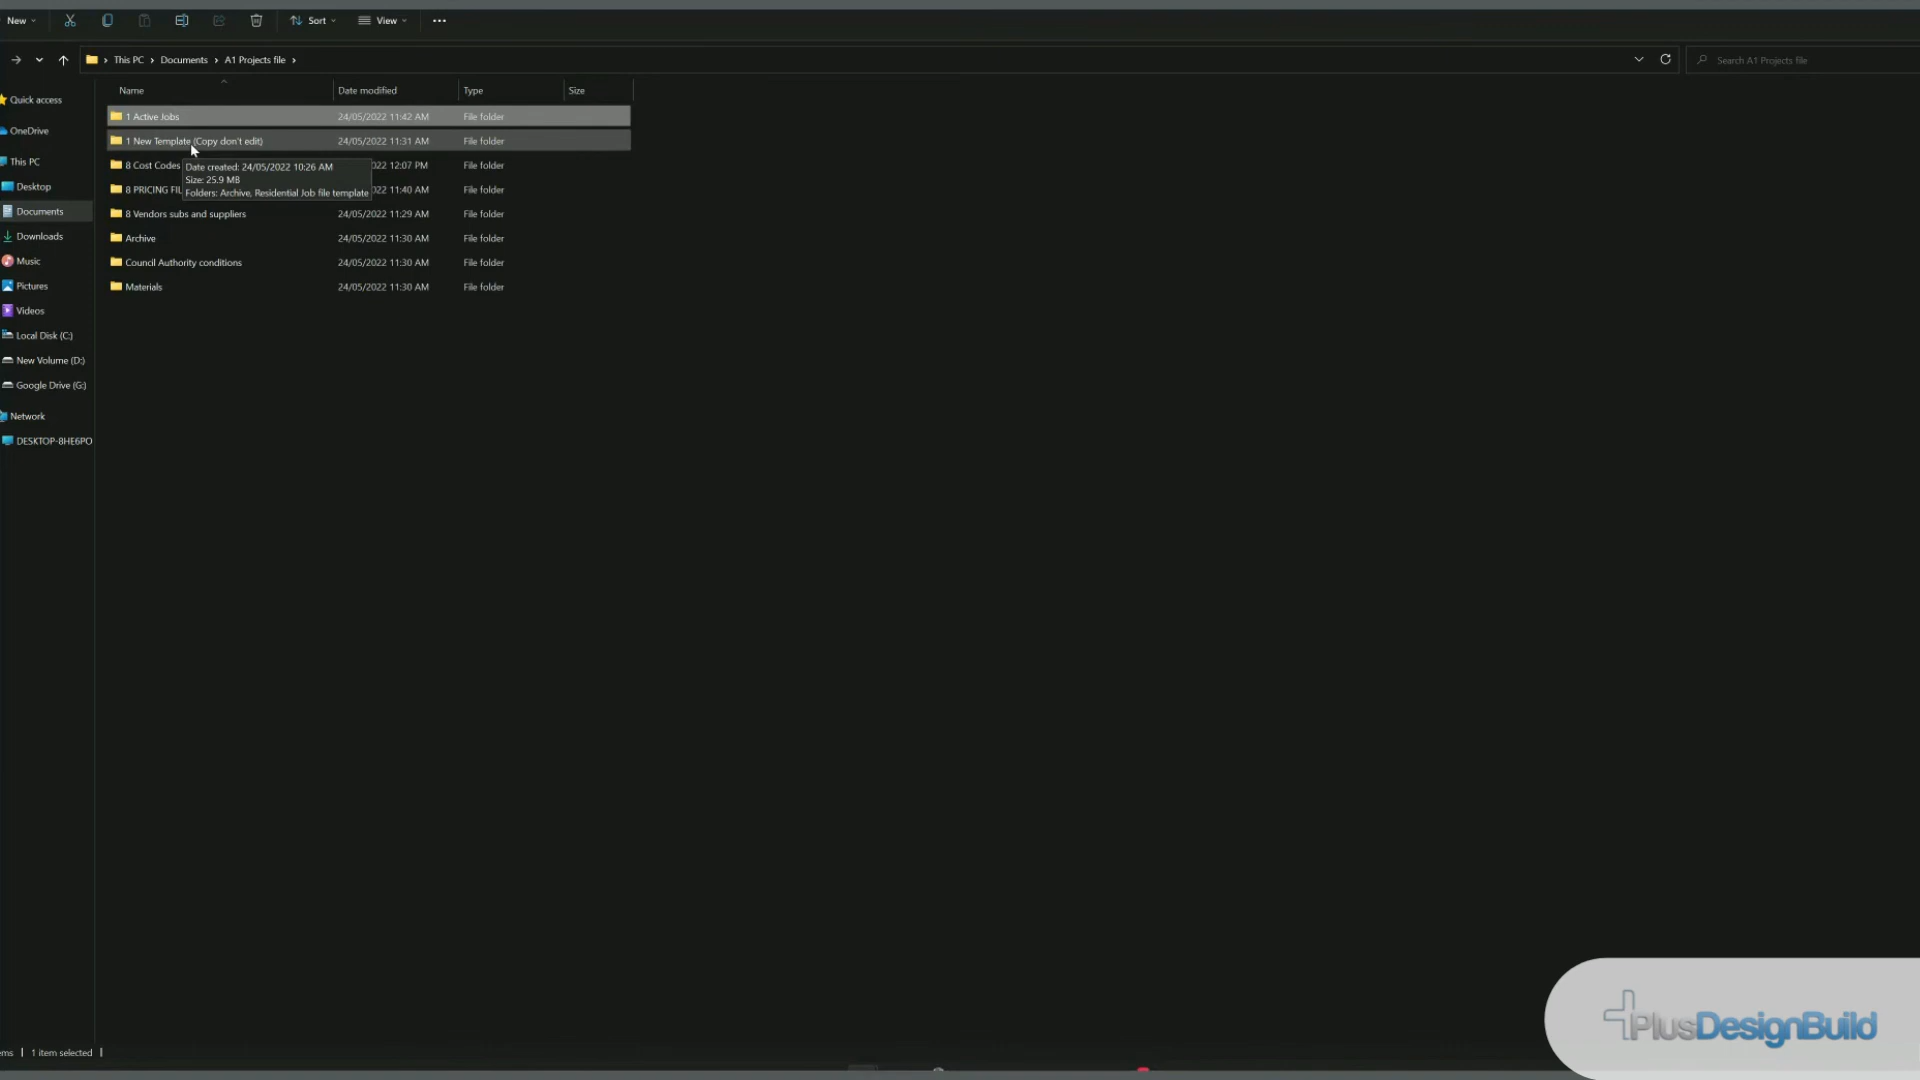 New
Sort
View
This PC > Documents > A1 Projects file >
Search A1 Projects file
Name Date modified Type Size
Quick access
OneDrive
This PC
Desktop
Documents
Downloads
Music
Pictures
Videos
Local Disk (C:)
New Volume (D:)
Google Drive (G:)
Network
DESKTOP-8HE6PO
1 Active Jobs 24/05/2022 11:42 AM File folder
1 New Template (Copy don't edit) 24/05/2022 11:31 AM File folder
8 Cost Codes 022 12:07 PM File folder
8 PRICING FIL 022 11:40 AM File folder
8 Vendors subs and suppliers 24/05/2022 11:29 AM File folder
Archive 24/05/2022 11:30 AM File folder
Council Authority conditions 24/05/2022 11:30 AM File folder
Materials 24/05/2022 11:30 AM File folder
Date created: 24/05/2022 10:26 AM
Size: 25.9 MB
Folders: Archive, Residential Job file template
ms | 1 item selected |
PlusDesignBuild